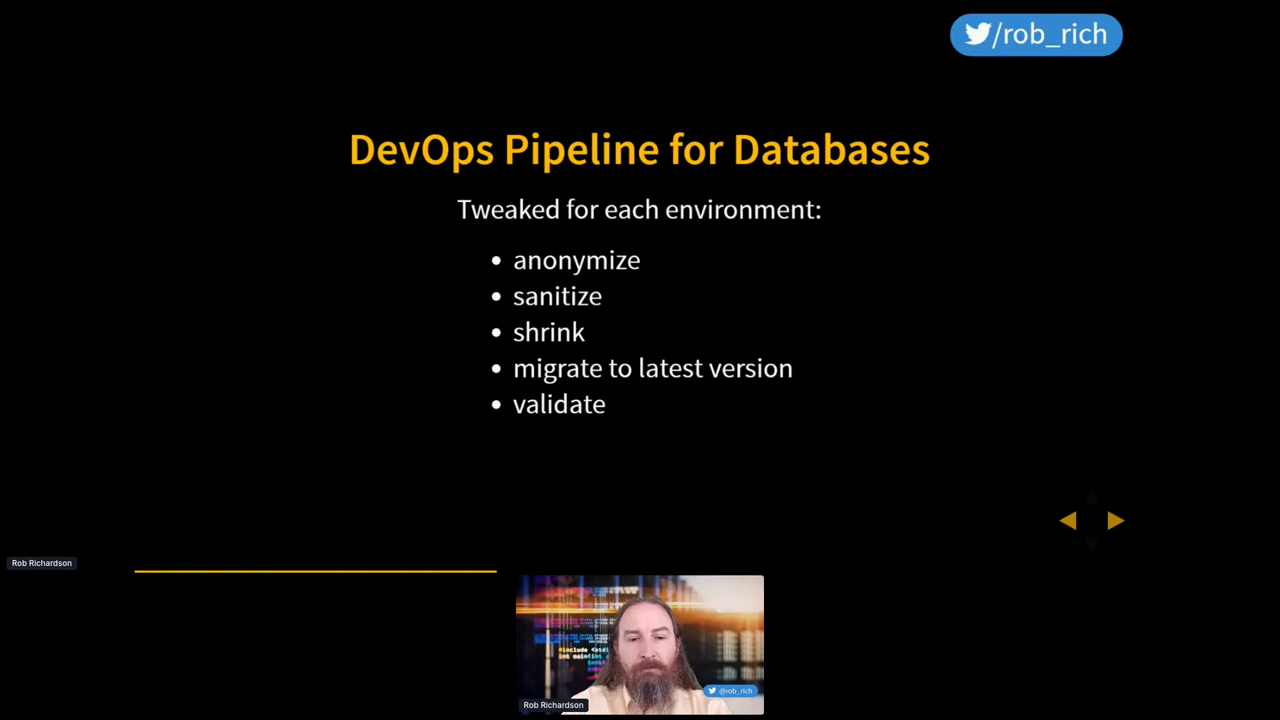 /rob_rich
DevOps Pipeline for Databases
Tweaked for each environment:
• anonymize
• sanitize
• shrink
• migrate to latest version
• validate
Rob Richardson
@rob_rich
Rob Richardson